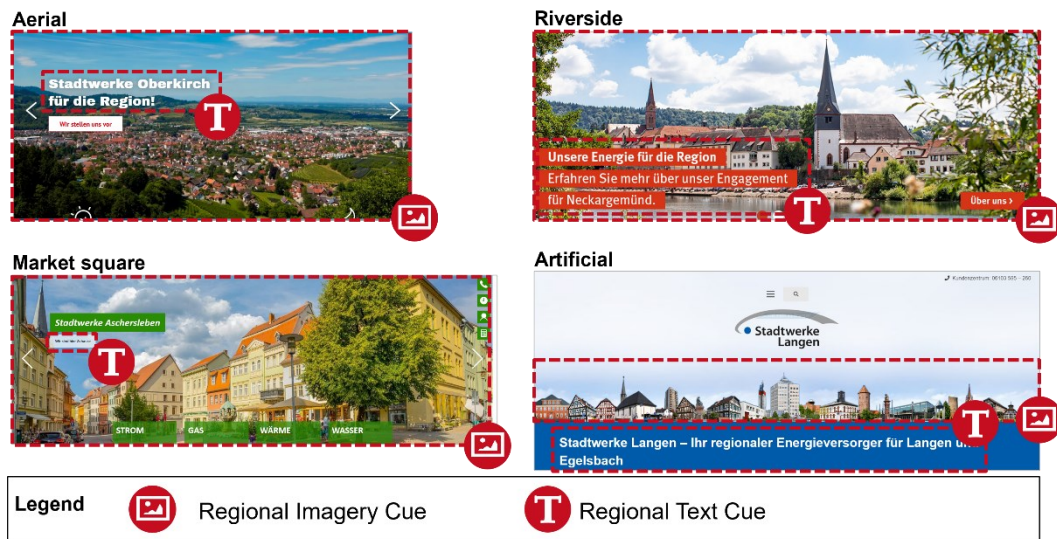 Aerial
Stadtwerke Oberkirch
für die Region!
Wir stellen uns vor
T
Riverside
Unsere Energie für die Region
Erfahren Sie mehr über unser Engagement
für Neckargemünd.
Über uns >
T
Market square
Stadtwerke Aschersleben
T
STROM GAS WÄRME WASSER
Artificial
Kundenzentrum: 06103 595 - 260
Stadtwerke
Langen
T
Stadtwerke Langen – Ihr regionaler Energieversorger für Langen
Egelsbach
Legend
Regional Imagery Cue
T Regional Text Cue